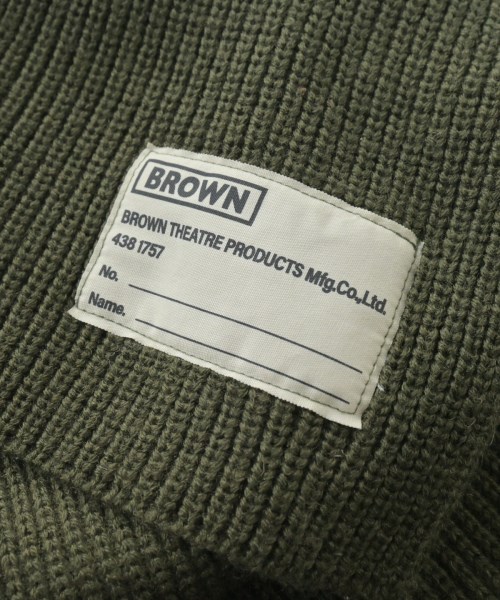 BROWN
BROWN THEATRE PRODUCTS Mfg.Co.,Ltd.
438 1757
No.
Name.